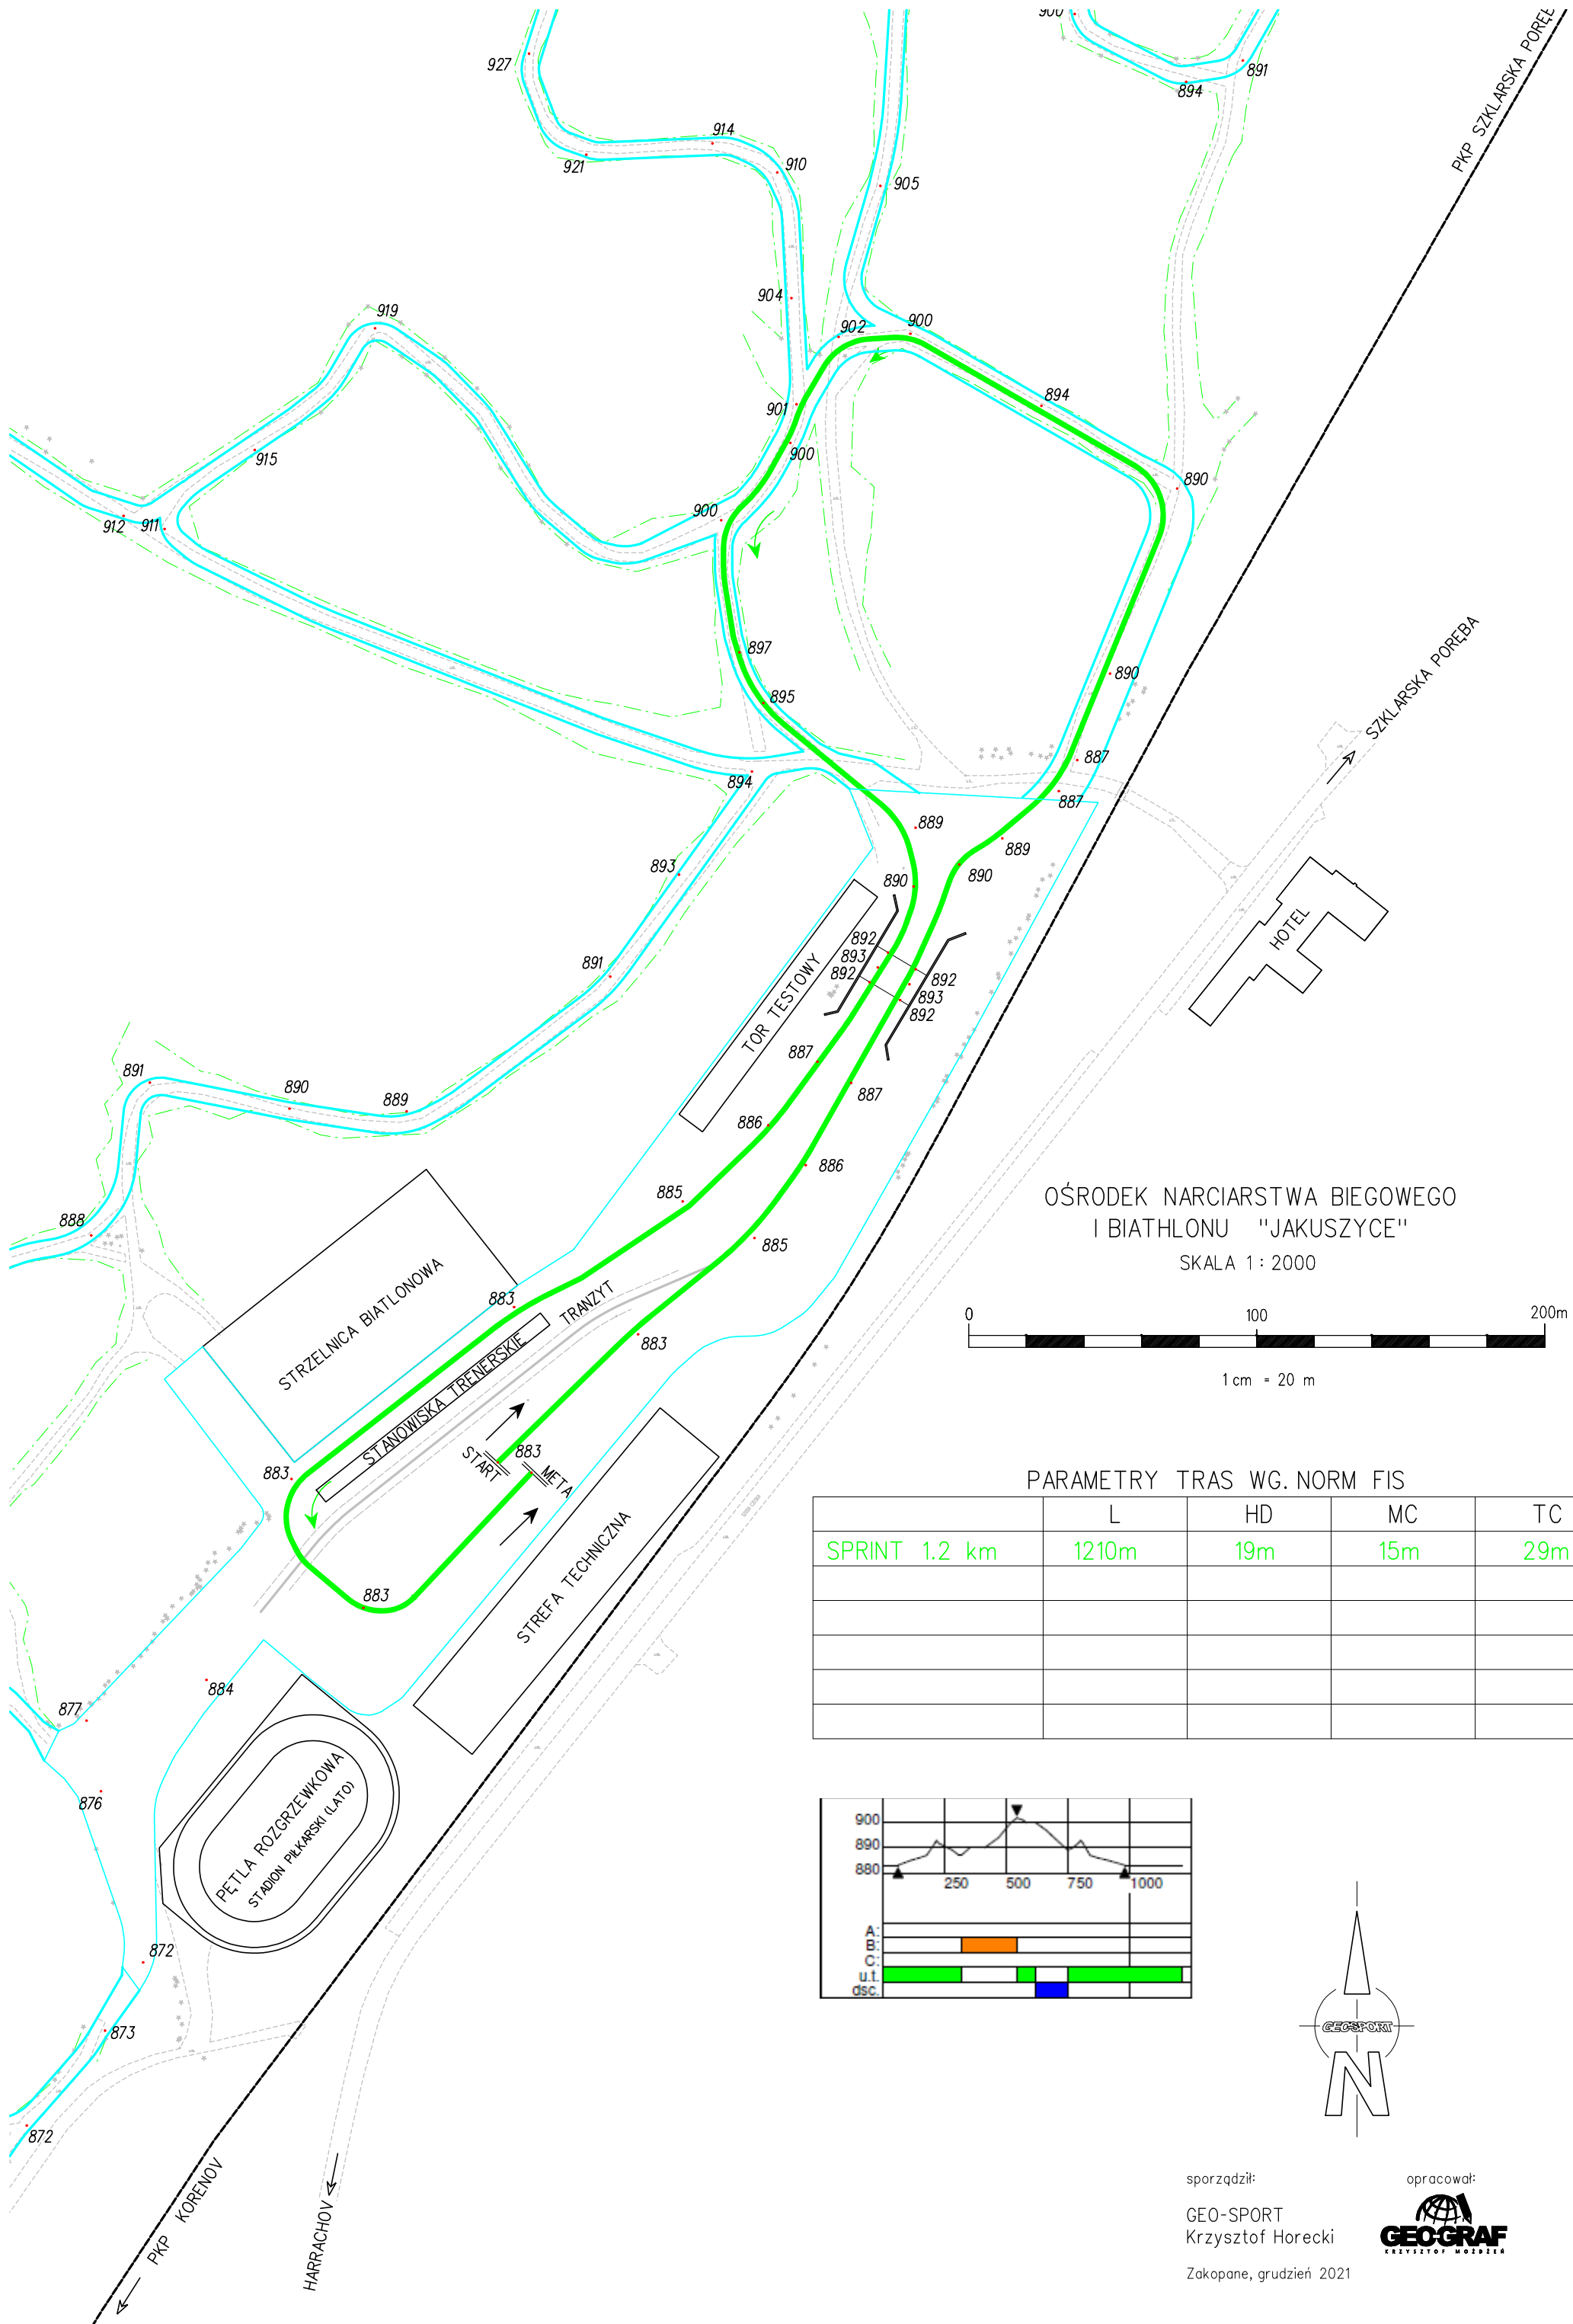 900
891
894
PKP SZKLARSKA PORĘB
927
914
921
910
905
904
902
900
919
894
901
900
915
890
900
912
911
897
890
895
SZKLARSKA PORĘBA
887
894
887
889
889
893
890
890
HOTEL
892
893
892
892
893
892
891
TOR TESTOWY
887
887
891
890
889
886
886
885
885
888
OŚRODEK NARCIARSTWA BIEGOWEGO
I BIATHLONU "JAKUSZYCE"
SKALA 1 : 2000
0 100 200m
1 cm = 20 m
STRZELNICA BIATLONOWA
883
TRANZYT
883
STANOWISKA TRENERSKIE
883
START
883
META
STREFA TECHNICZNA
883
PARAMETRY TRAS WG. NORM FIS
L HD MC TC
SPRINT 1.2 km 1210m 19m 15m 29m
884
877
876
PĘTLA ROZGRZEWKOWA
STADION PIŁKARSKI (LATO)
872
873
872
900
890
880
250 500 750 1000
A:
B:
C:
u.t.
dsc.
GEO-SPORT
N
PKP KORENOV
HARRACHOV
sporządził: opracował:
GEO-SPORT
Krzysztof Horecki
GEO-GRAF
KRZYSZTOF MOŻDŻEŃ
Zakopane, grudzień 2021